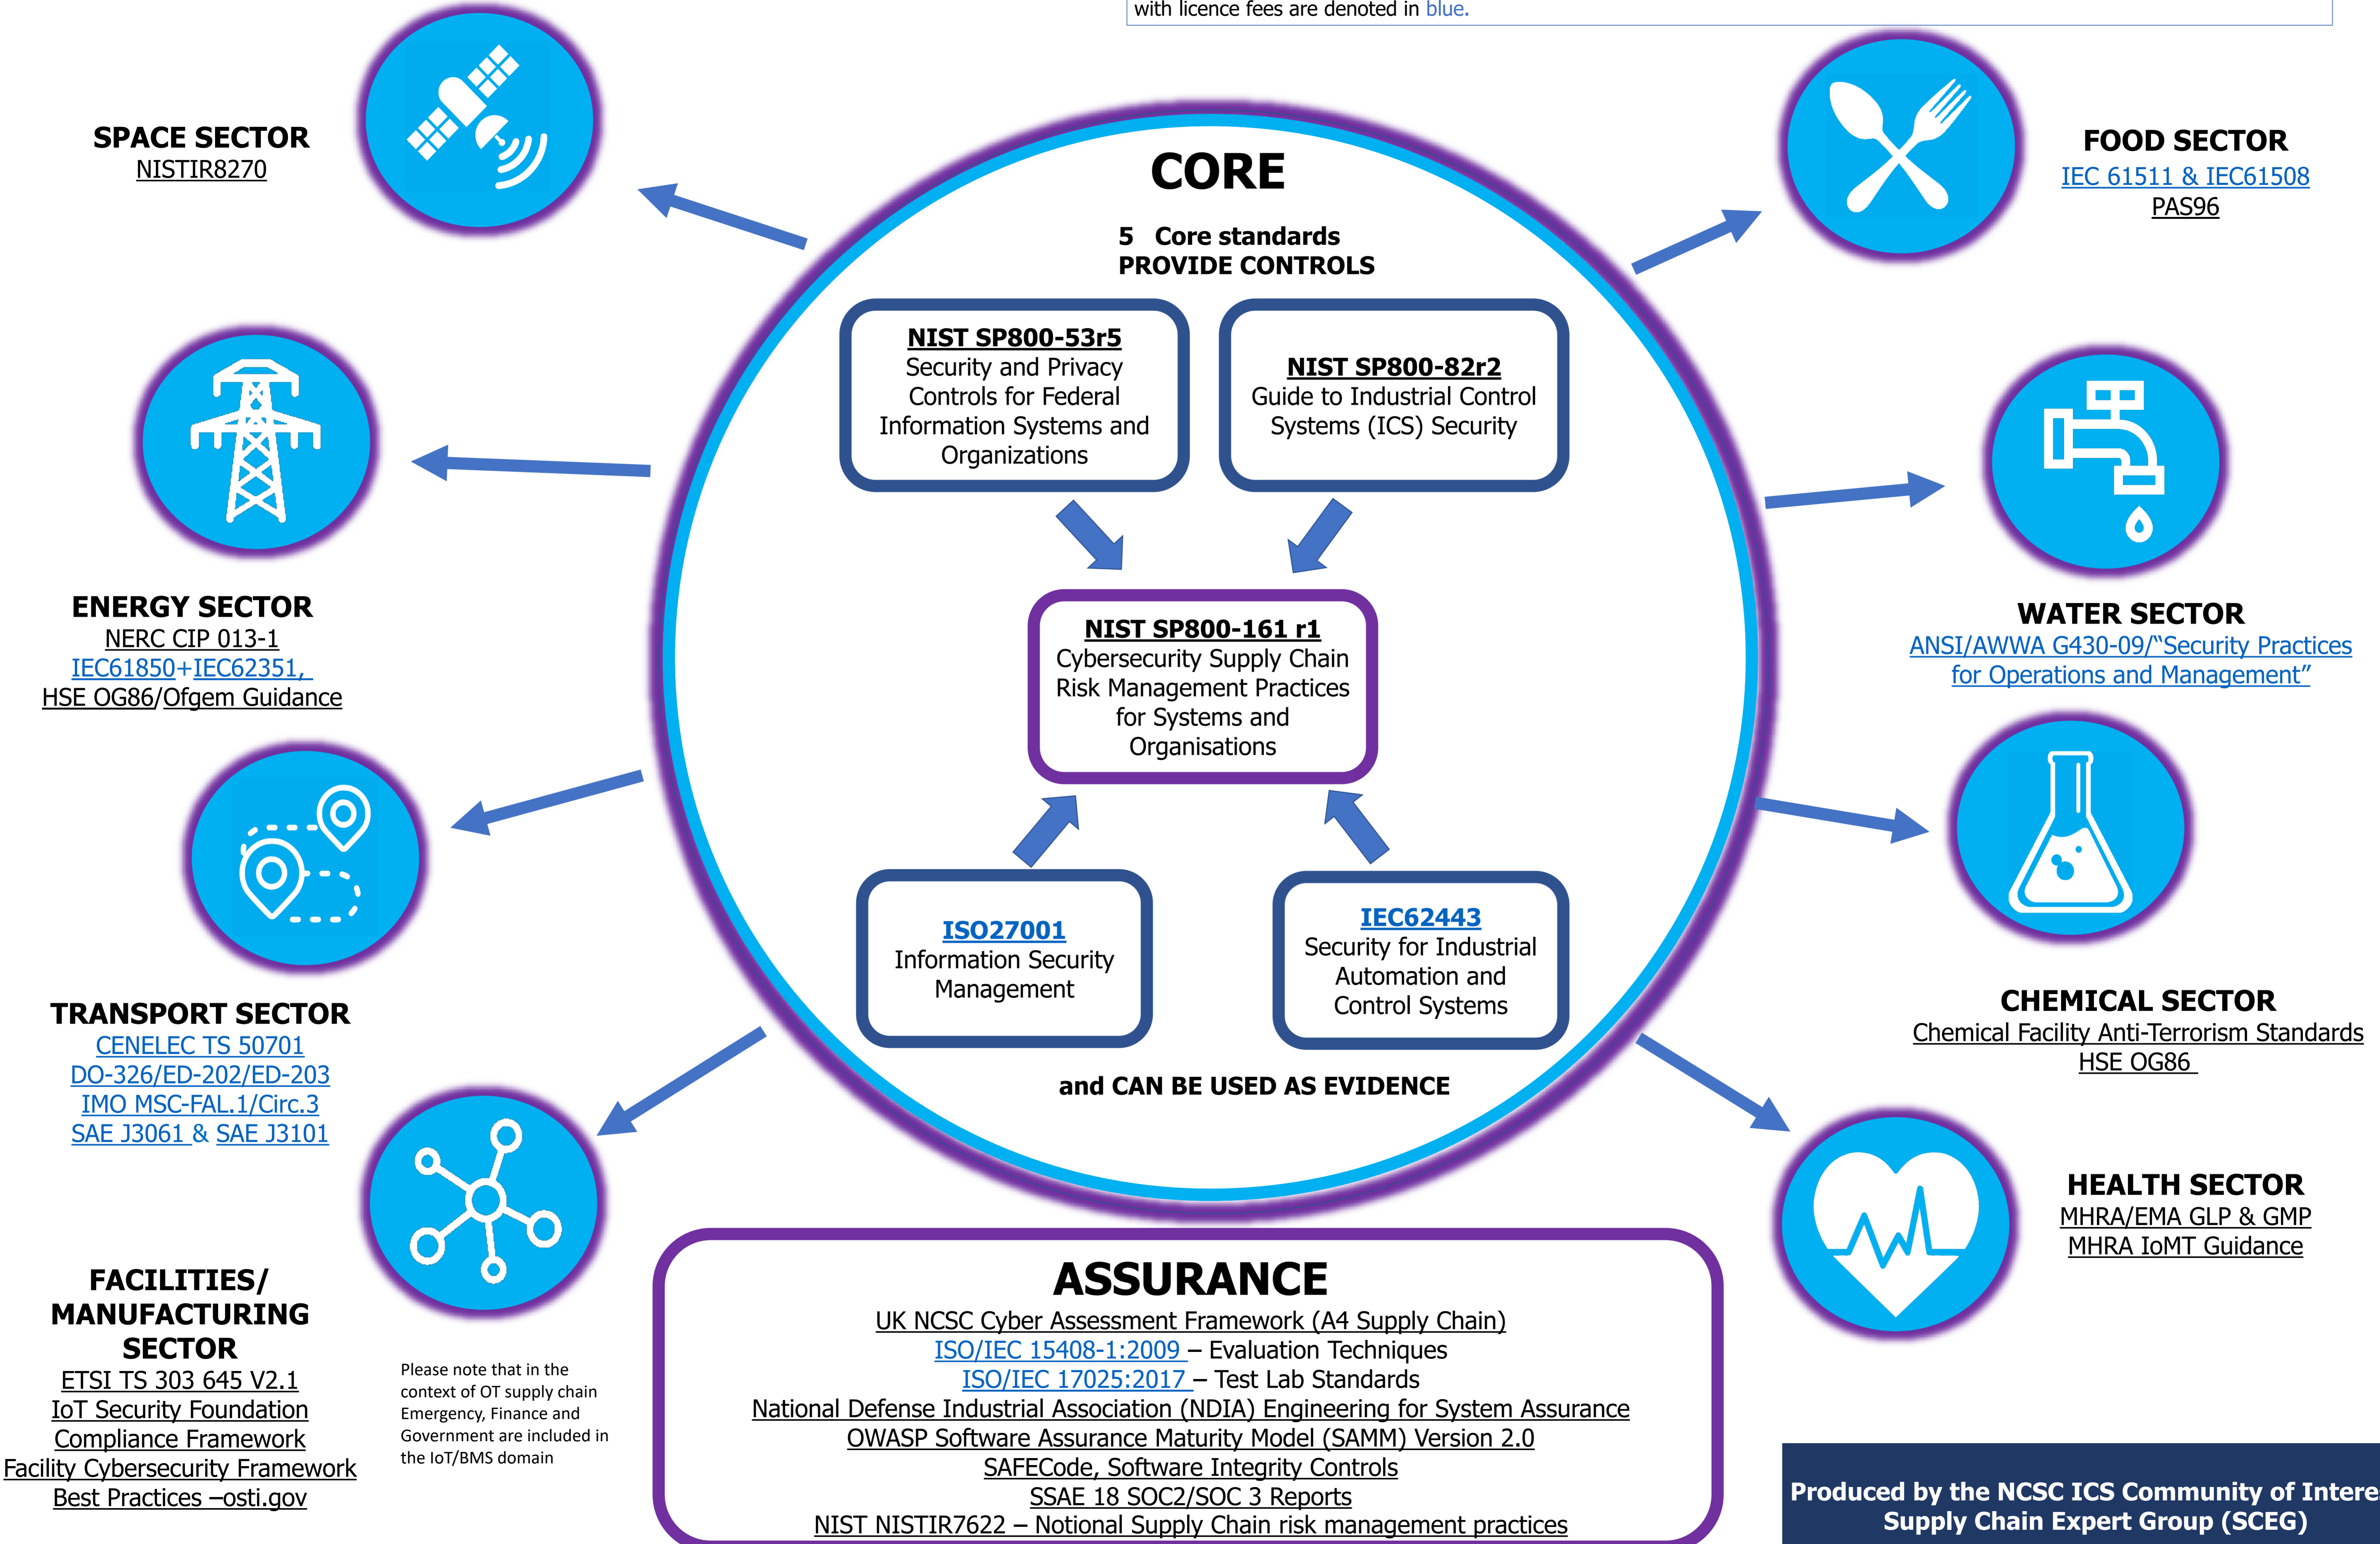 with licence fees are denoted in blue.
SPACE SECTOR
NISTIR8270
FOOD SECTOR
IEC 61511 & IEC61508
PAS96
CORE
5 Core standards
PROVIDE CONTROLS
NIST SP800-53r5
Security and Privacy
Controls for Federal
Information Systems and
Organizations
NIST SP800-82r2
Guide to Industrial Control
Systems (ICS) Security
ENERGY SECTOR
NERC CIP 013-1
IEC61850+IEC62351,
HSE OG86/Ofgem Guidance
NIST SP800-161 r1
Cybersecurity Supply Chain
Risk Management Practices
for Systems and
Organisations
WATER SECTOR
ANSI/AWWA G430-09/“Security Practices
for Operations and Management”
ISO27001
Information Security
Management
IEC62443
Security for Industrial
Automation and
Control Systems
and CAN BE USED AS EVIDENCE
TRANSPORT SECTOR
CENELEC TS 50701
DO-326/ED-202/ED-203
IMO MSC-FAL.1/Circ.3
SAE J3061 & SAE J3101
CHEMICAL SECTOR
Chemical Facility Anti-Terrorism Standards
HSE OG86
HEALTH SECTOR
MHRA/EMA GLP & GMP
MHRA IoMT Guidance
FACILITIES/
MANUFACTURING
SECTOR
ETSI TS 303 645 V2.1
IoT Security Foundation
Compliance Framework
Facility Cybersecurity Framework
Best Practices –osti.gov
Please note that in the
context of OT supply chain
Emergency, Finance and
Government are included in
the IoT/BMS domain
ASSURANCE
UK NCSC Cyber Assessment Framework (A4 Supply Chain)
ISO/IEC 15408-1:2009 – Evaluation Techniques
ISO/IEC 17025:2017 – Test Lab Standards
National Defense Industrial Association (NDIA) Engineering for System Assurance
OWASP Software Assurance Maturity Model (SAMM) Version 2.0
SAFECode, Software Integrity Controls
SSAE 18 SOC2/SOC 3 Reports
NIST NISTIR7622 – Notional Supply Chain risk management practices
Produced by the NCSC ICS Community of
Supply Chain Expert Group (SCEG)